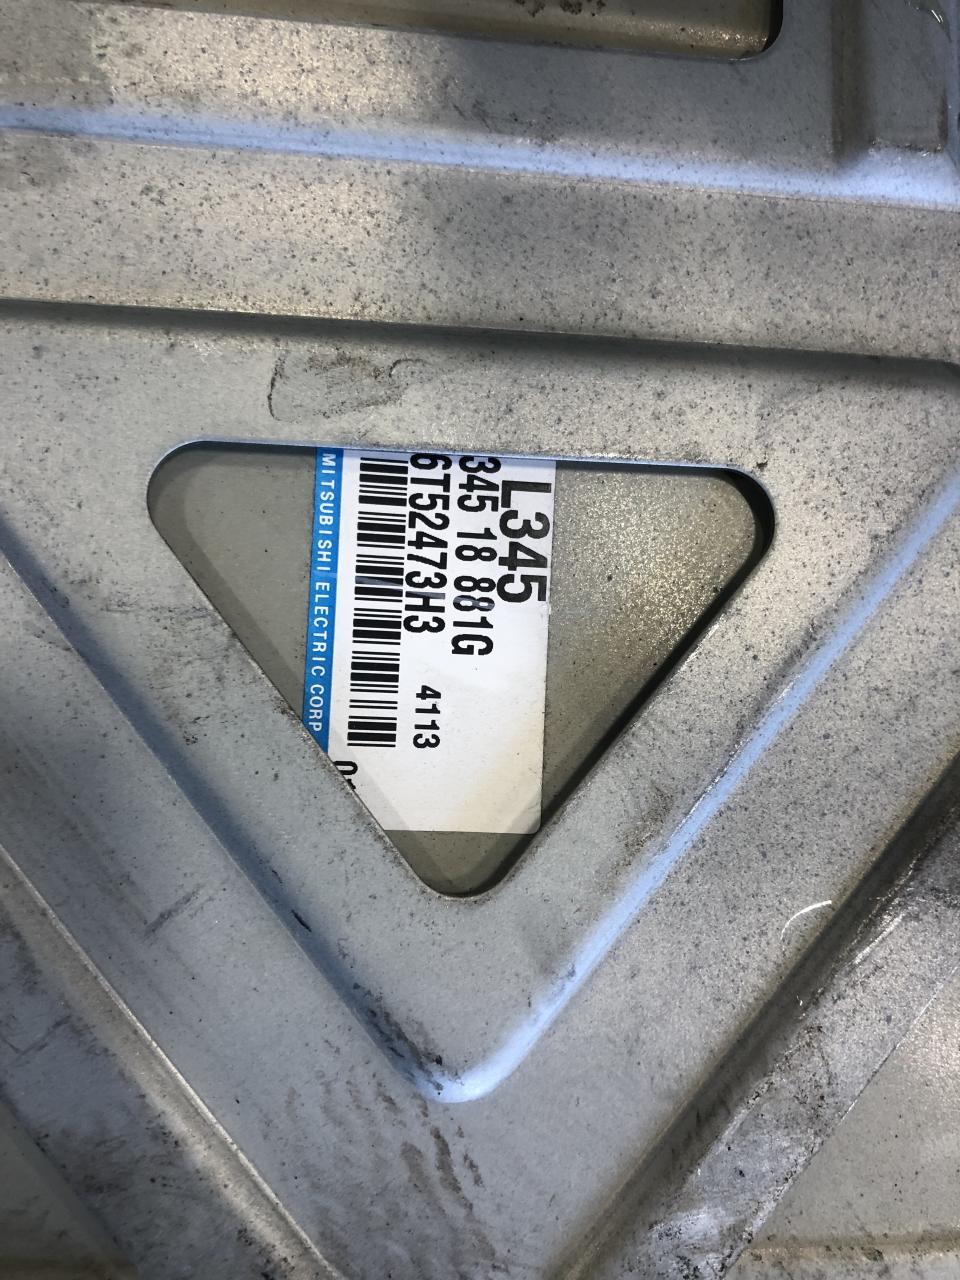 L345
345 18 881G
6T52473H3
4113
MITSUBISHI ELECTRIC CORP